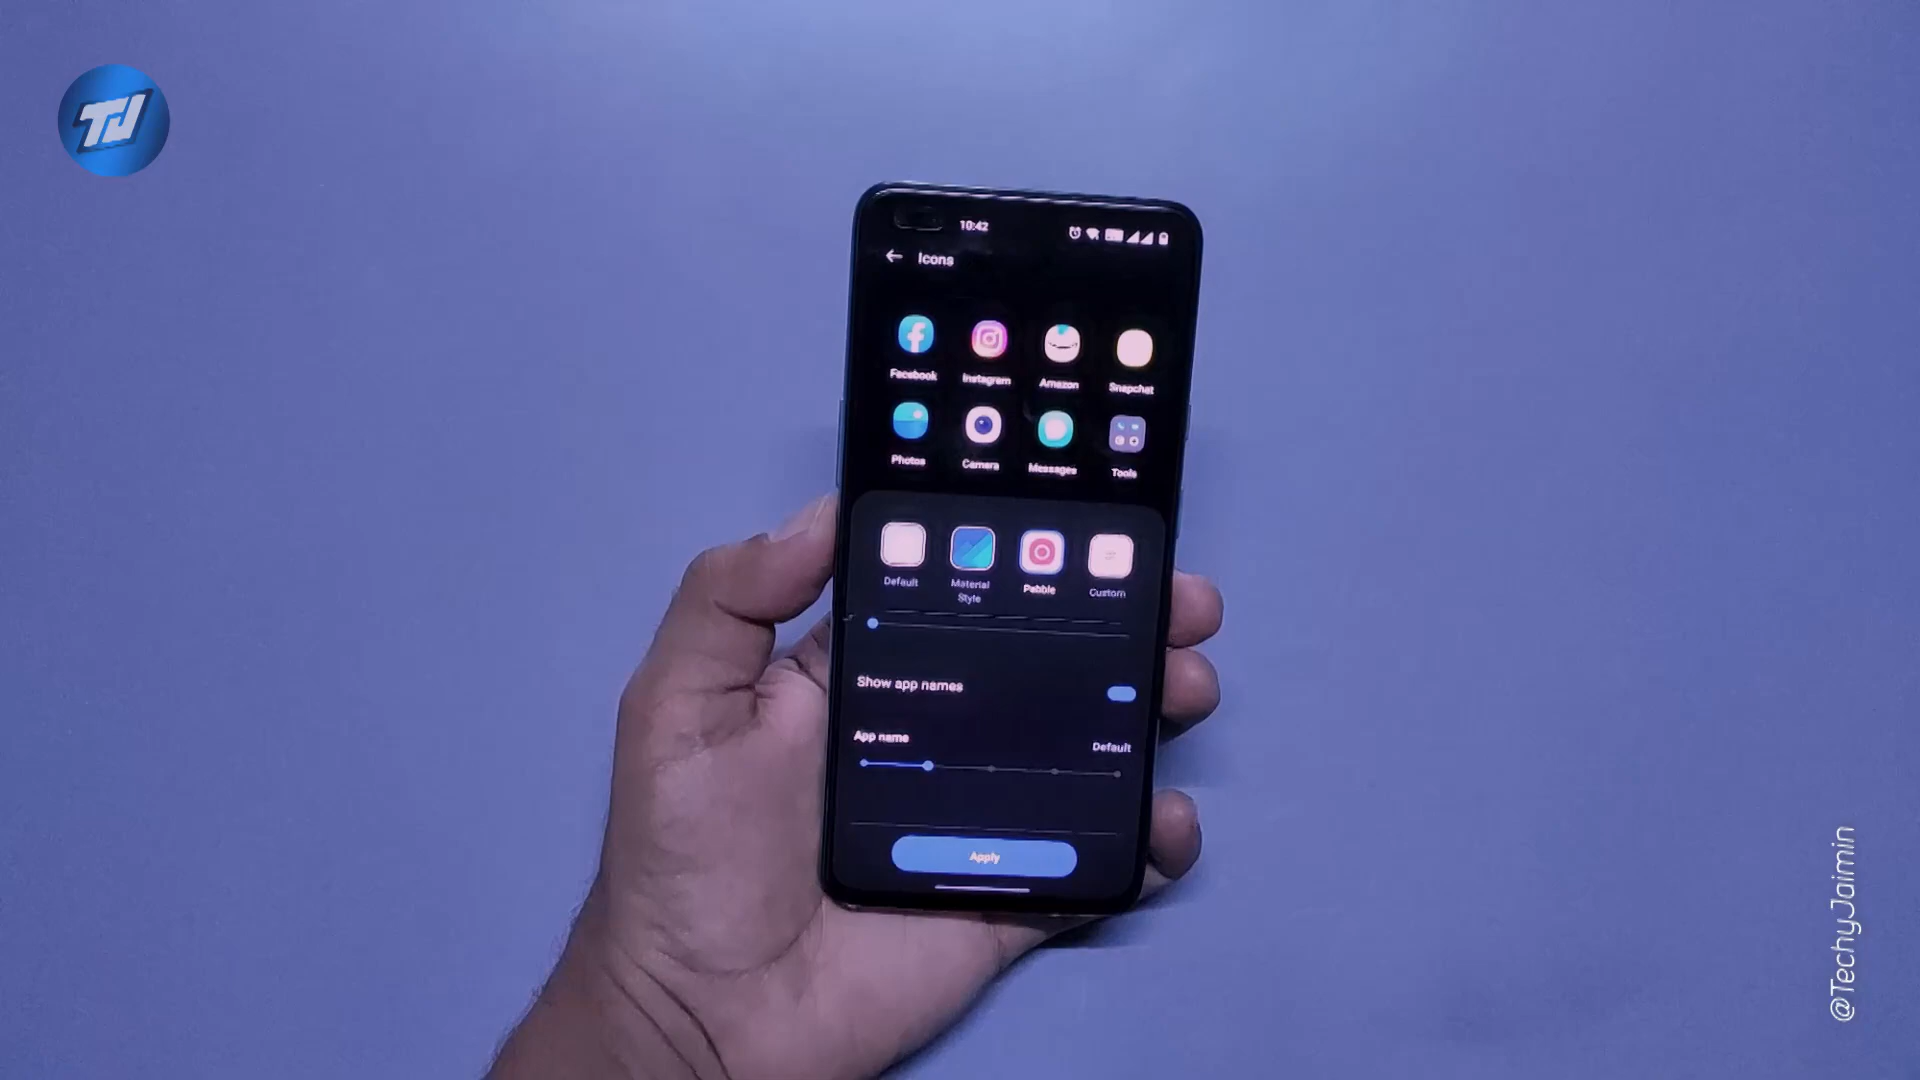 TJ
10:42
Icons
Facebook Instagram Amazon Snapchat
Photos Camera Messages Tools
Default Material Style Pebble Custom
Show app names
App name Default
Apply
@TechyJaimin